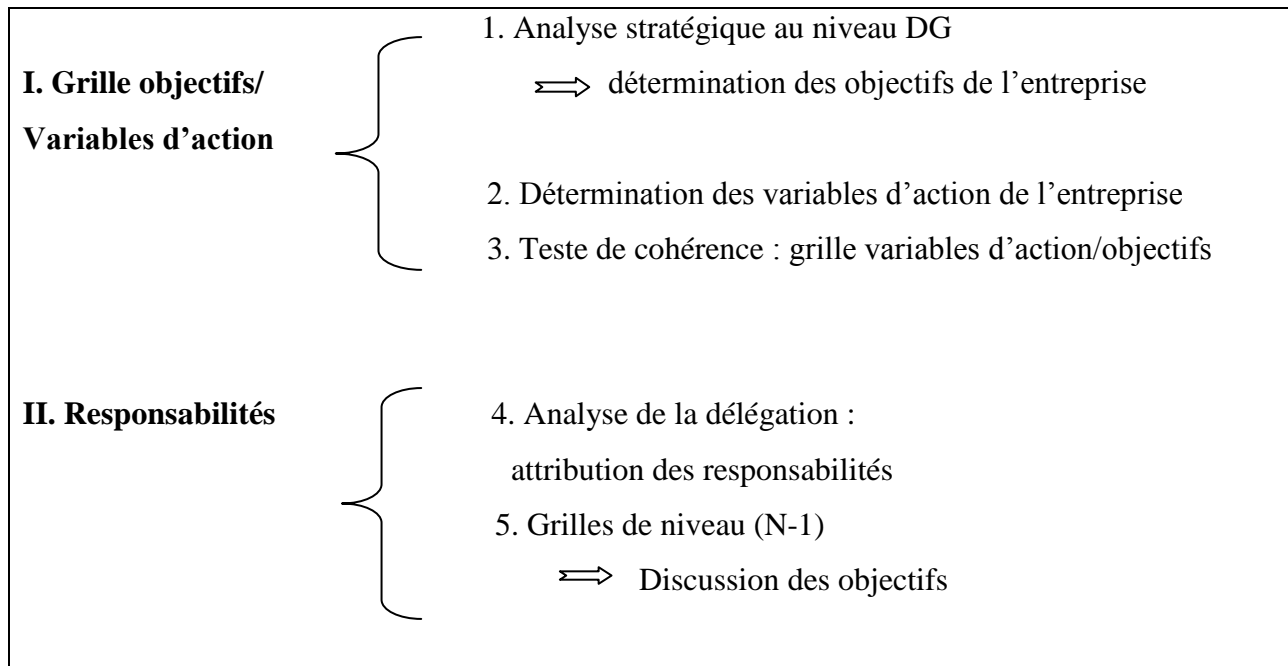 1. Analyse stratégique au niveau DG
I. Grille objectifs/
détermination des objectifs de l’entreprise
Variables d’action
2. Détermination des variables d’action de l’entreprise
3. Teste de cohérence : grille variables d’action/objectifs
II. Responsabilités
4. Analyse de la délégation :
attribution des responsabilités
5. Grilles de niveau (N-1)
Discussion des objectifs